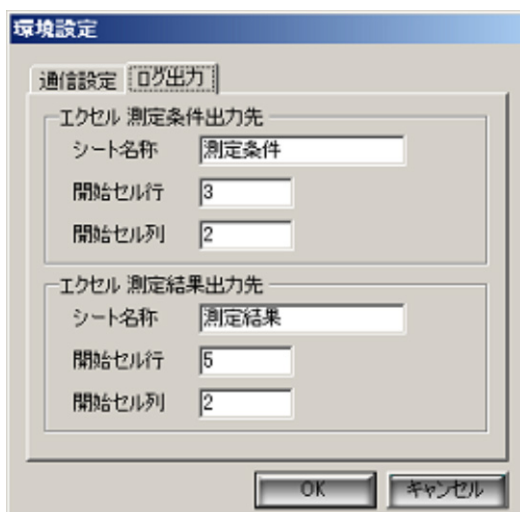 環境設定
通信設定 ログ出力
エクセル 測定条件出力先
シート名称 測定条件
開始セル行 3
開始セル列 2
エクセル 測定結果出力先
シート名称 測定結果
開始セル行 5
開始セル列 2
OK キャンセル